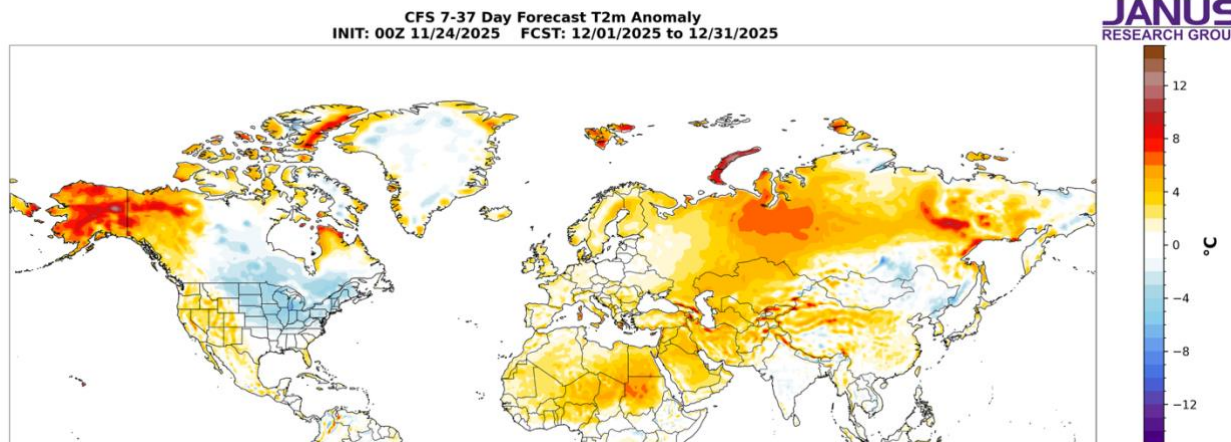 CFS 7-37 Day Forecast T2m Anomaly
INIT: 00Z 11/24/2025 FCST: 12/01/2025 to 12/31/2025
JANUS
RESEARCH GROUP
12
8
4
0
−4
−8
−12
°C